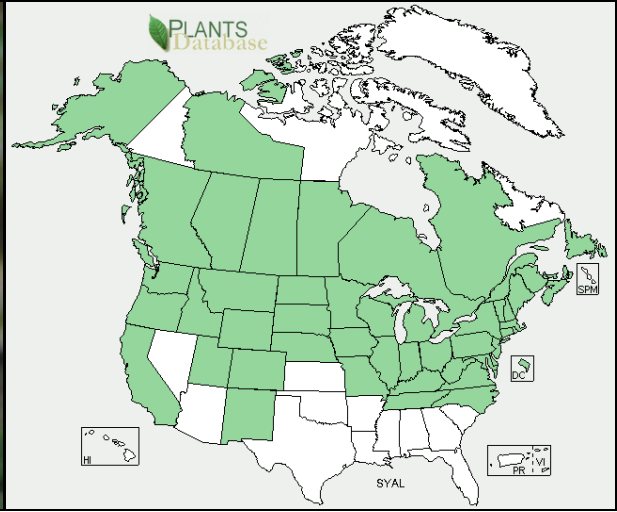 PLANTS
Database
SPM
DC
HI
PR
VI
SYAL